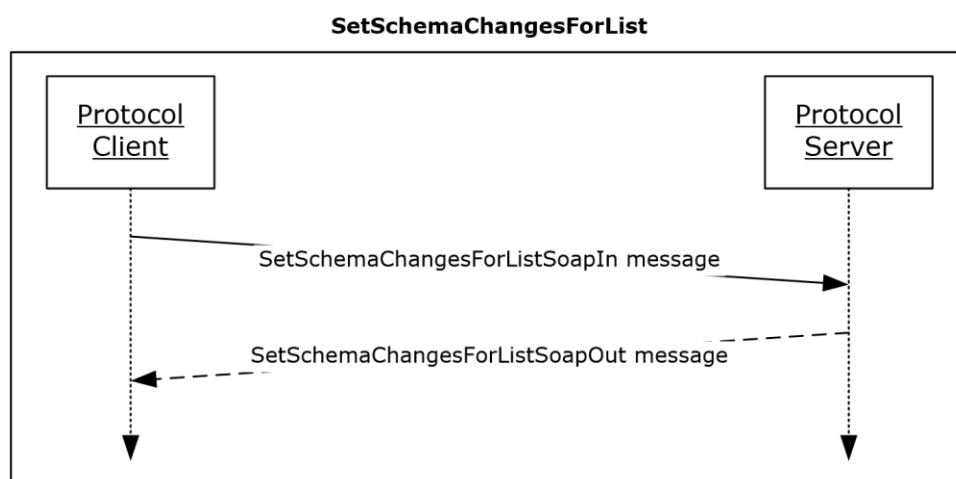 SetSchemaChangesForList
Protocol
Client
Protocol
Server
SetSchemaChangesForListSoapIn message
SetSchemaChangesForListSoapOut message